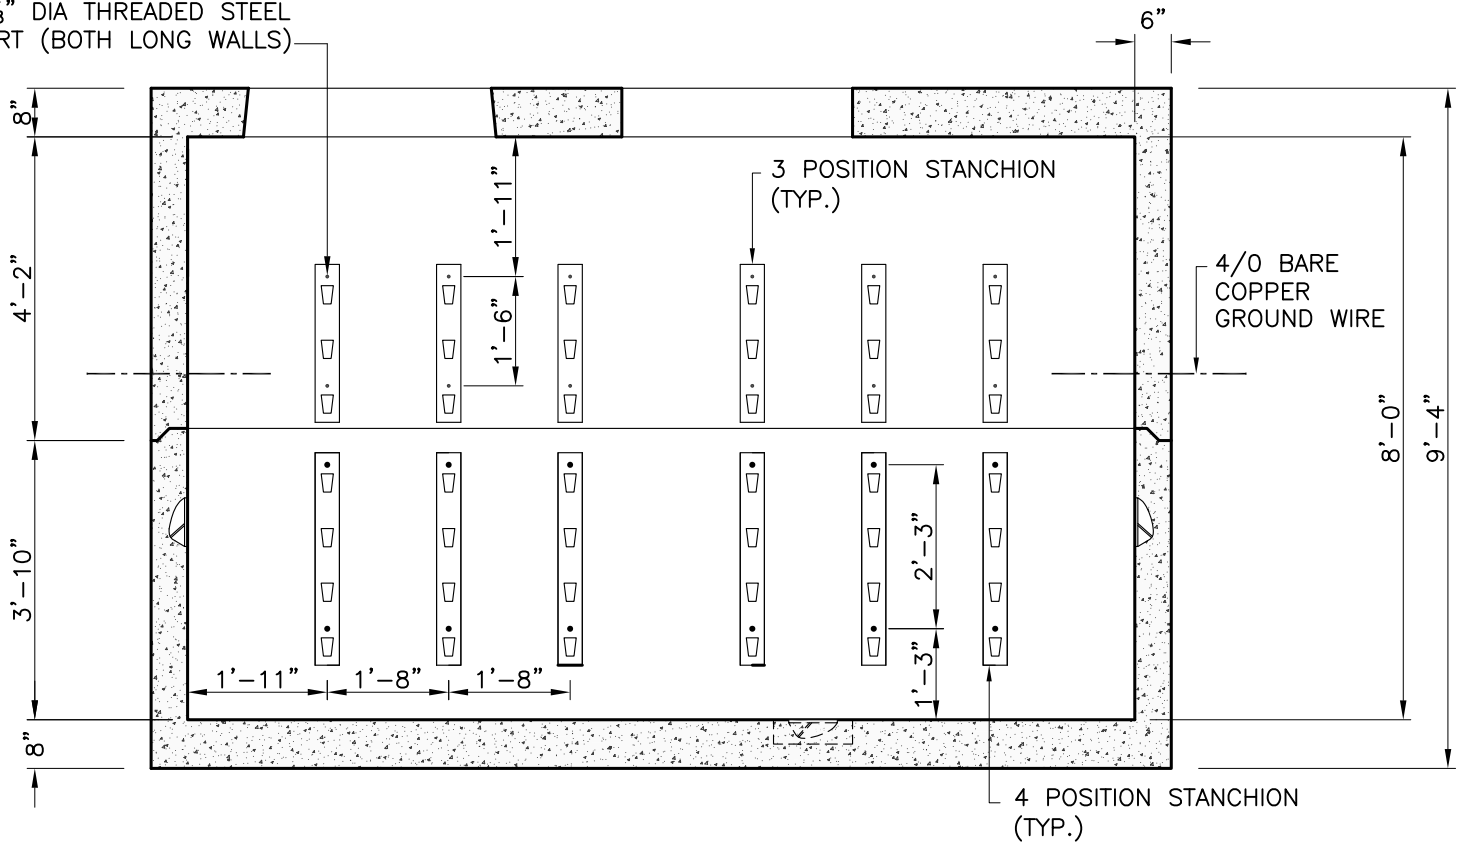 DIA THREADED STEEL
(BOTH LONG WALLS)
6”
8”
3 POSITION STANCHION
(TYP.)
1’-11”
4’-2”
4/0 BARE
COPPER
GROUND WIRE
1’-6”
8’-0”
9’-4”
2’-3”
3’-10”
1’-3”
1’-11”
1’-8”
1’-8”
8”
4 POSITION STANCHION
(TYP.)